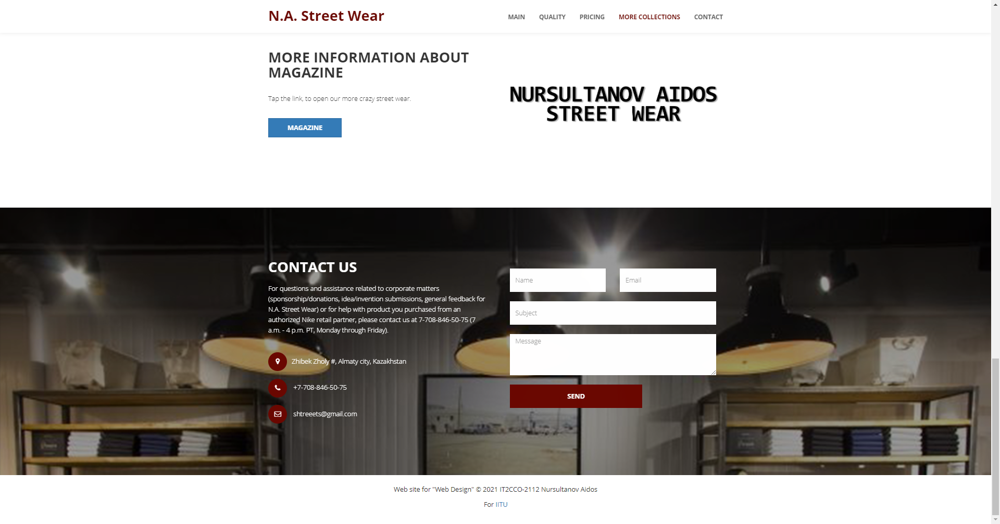 N.A. Street Wear
MAIN
QUALITY
PRICING
MORE COLLECTIONS
CONTACT
MORE INFORMATION ABOUT
MAGAZINE
Tap the link, to open our more crazy street wear.
MAGAZINE
NURSULTANOV AIDOS
STREET WEAR
CONTACT US
For questions and assistance related to corporate matters
(sponsorship/donations, idea/invention submissions, general feedback for
N.A. Street Wear) or for help with product you purchased from an
authorized Nike retail partner, please contact us at 7-708-846-50-75 (7
a.m. - 4 p.m. PT, Monday through Friday).
Zhibek Zholy #, Almaty city, Kazakhstan
+7-708-846-50-75
shtreeets@gmail.com
Name
Email
Subject
Message
SEND
Web site for "Web Design" © 2021 IT2CCO-2112 Nursultanov Aidos
For IITU